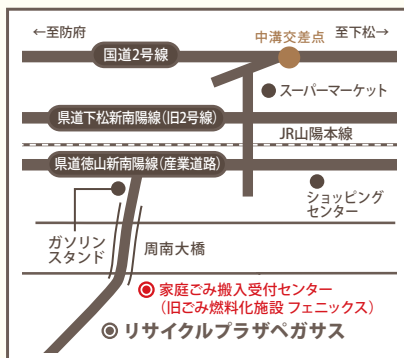 ←至防府
中溝交差点
至下松→
国道2号線
スーパーマーケット
県道下松新南陽線(旧2号線)
JR山陽本線
県道徳山新南陽線(産業道路)
ショッピング
センター
ガソリン
スタンド
周南大橋
家庭ごみ搬入受付センター
(旧ごみ燃料化施設 フェニックス)
リサイクルプラザペガサス